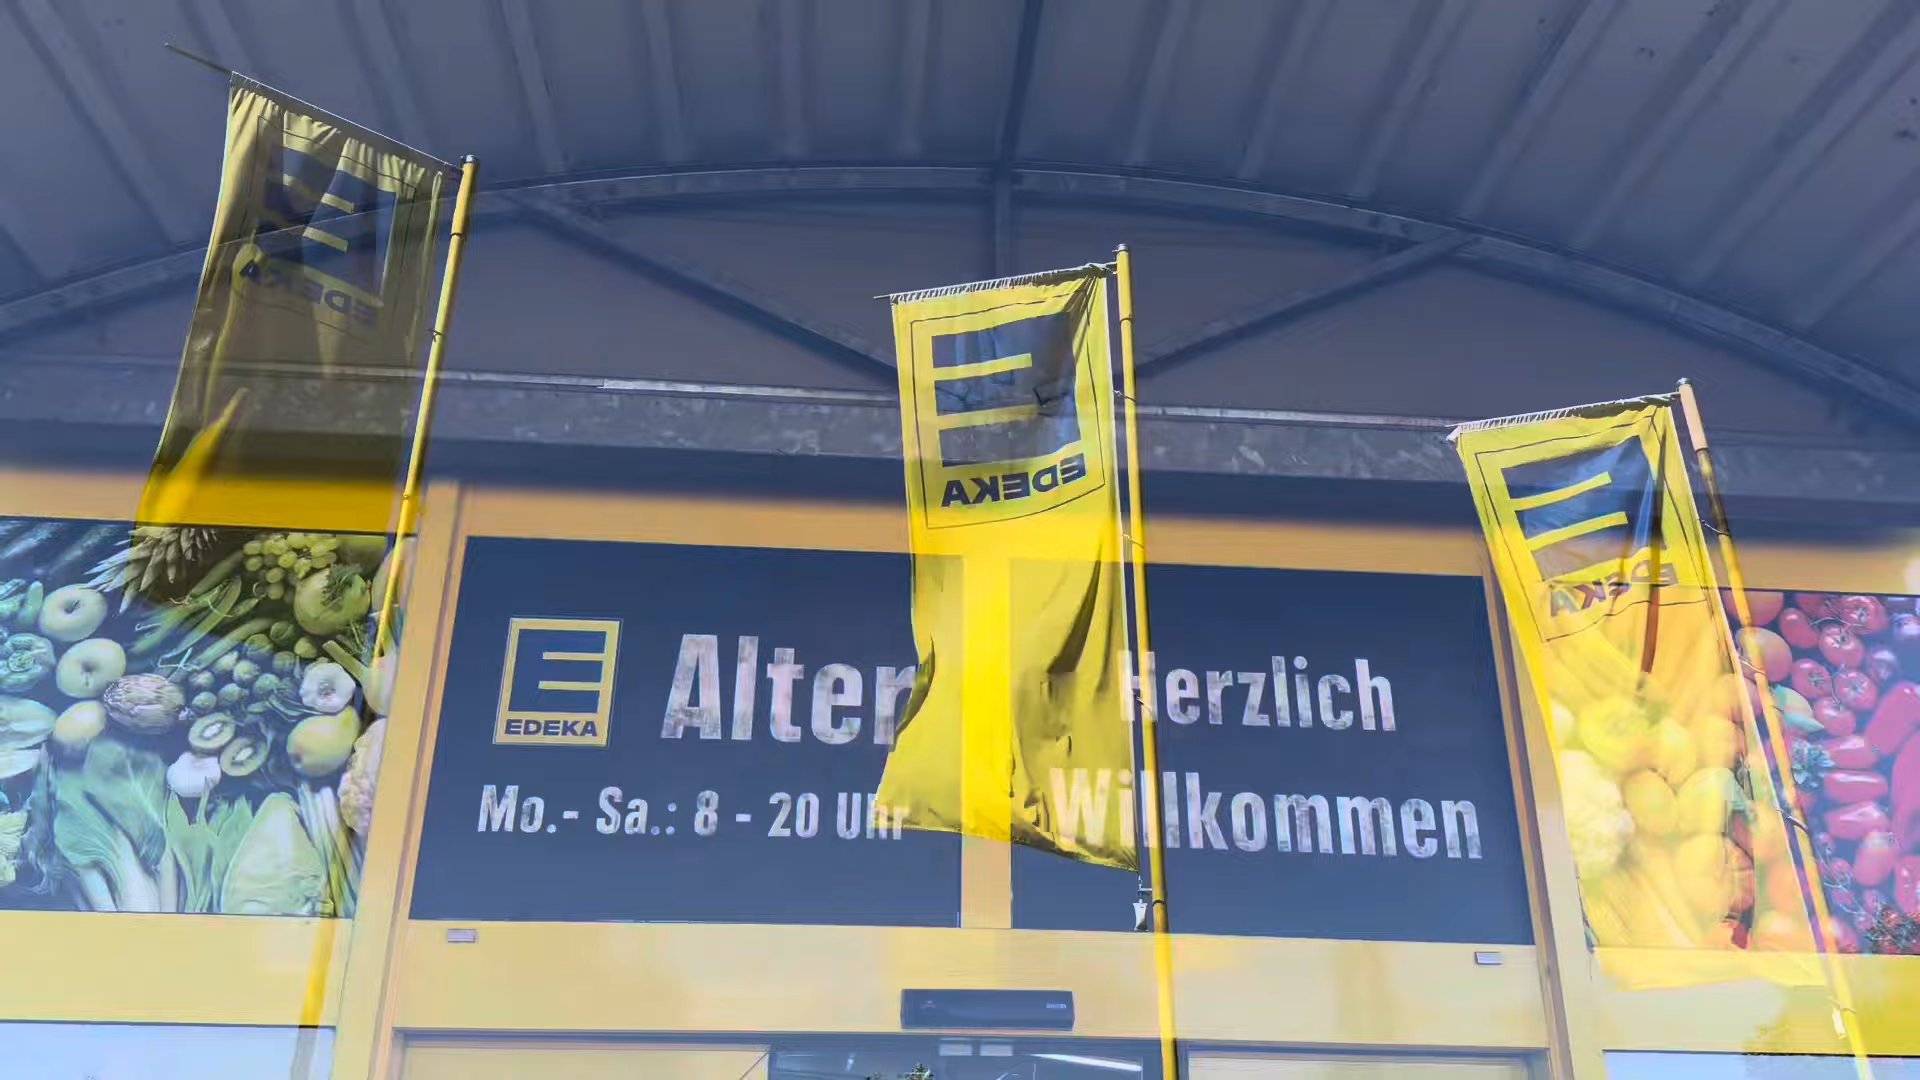 EDEKA
EDEKA
EDEKA
EDEKA
Alter
Mo.- Sa.: 8 - 20 Uhr
Herzlich
Willkommen